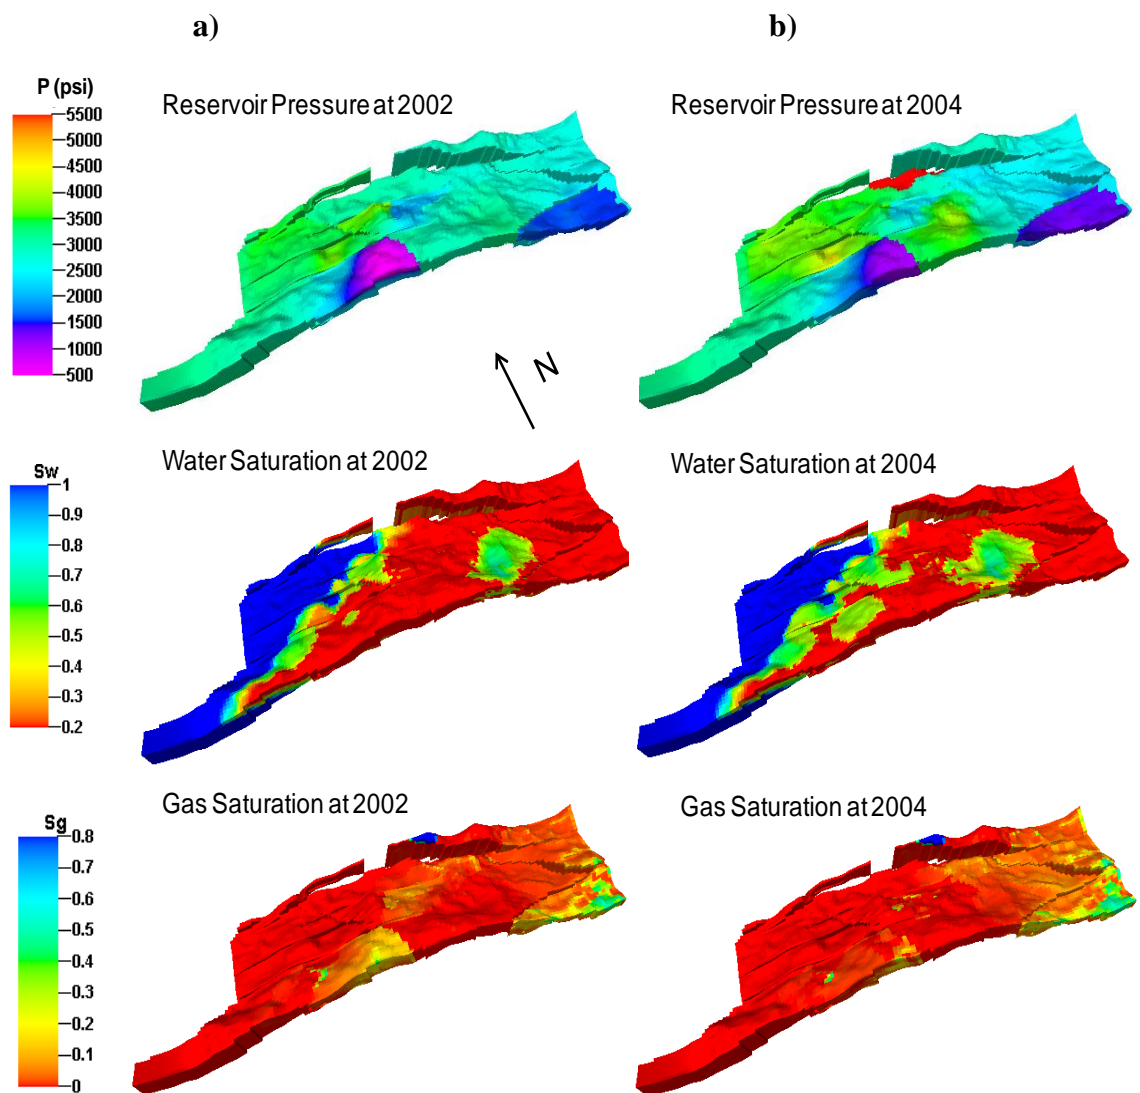 a)
b)
P (psi)
5500
5000
4500
4000
3500
3000
2500
2000
1500
1000
500
Reservoir Pressure at 2002
Reservoir Pressure at 2004
N
Sw
1
0.9
0.8
0.7
0.6
0.5
0.4
0.3
0.2
Water Saturation at 2002
Water Saturation at 2004
Sg
0.8
0.7
0.6
0.5
0.4
0.3
0.2
0.1
0
Gas Saturation at 2002
Gas Saturation at 2004